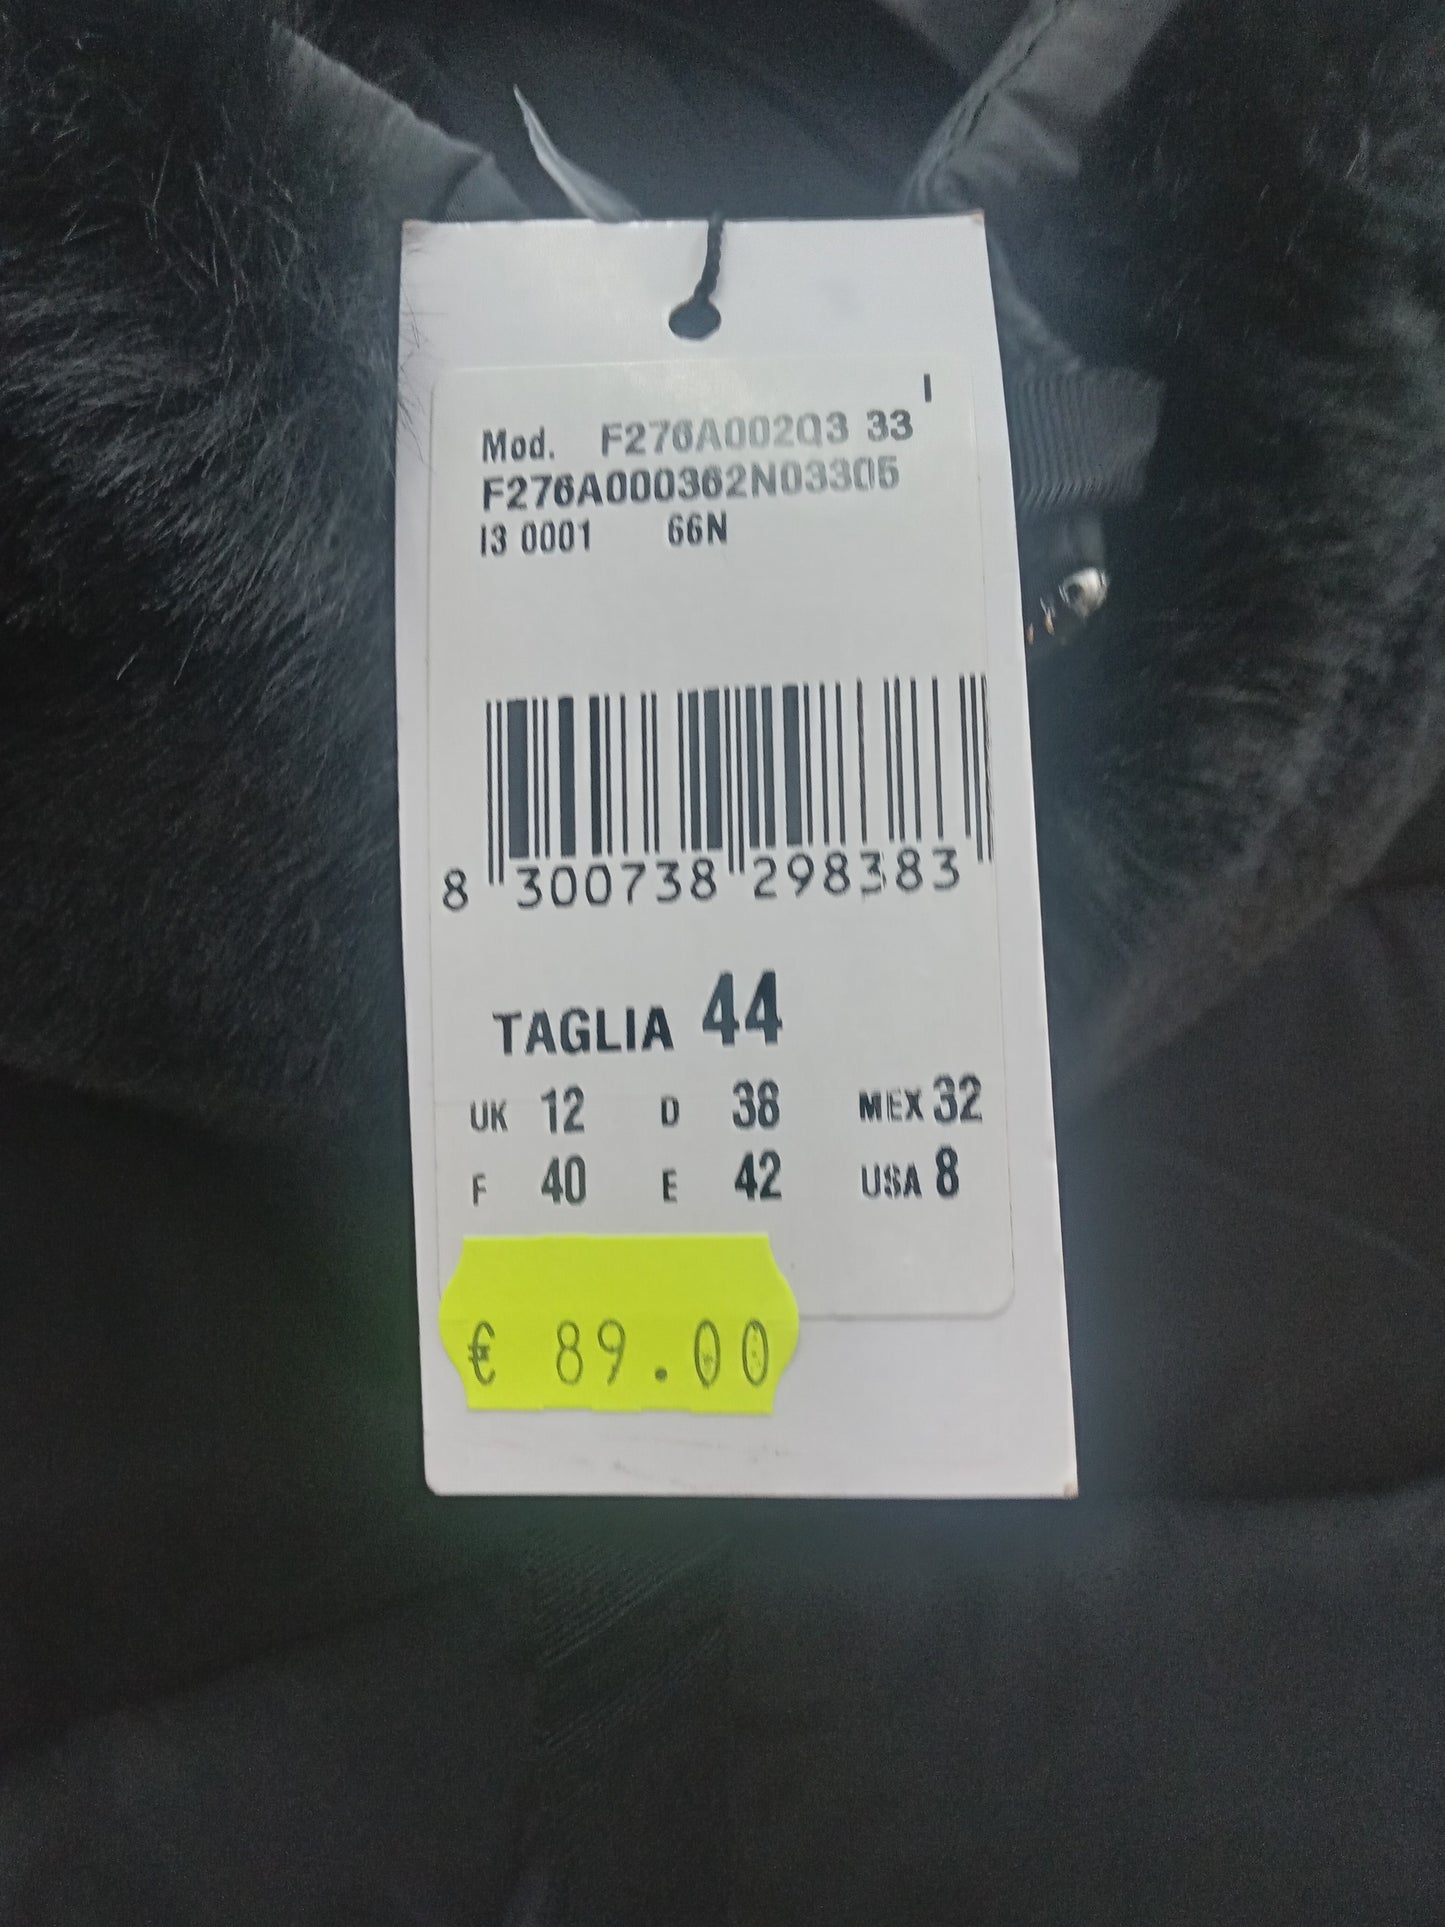 I
Mod. F276A002Q3 33
F276A000362N03305
I3 0001 66N
8 300738 298383
TAGLIA 44
UK 12 D 38 MEX 32
F 40 E 42 USA 8
€ 89.00